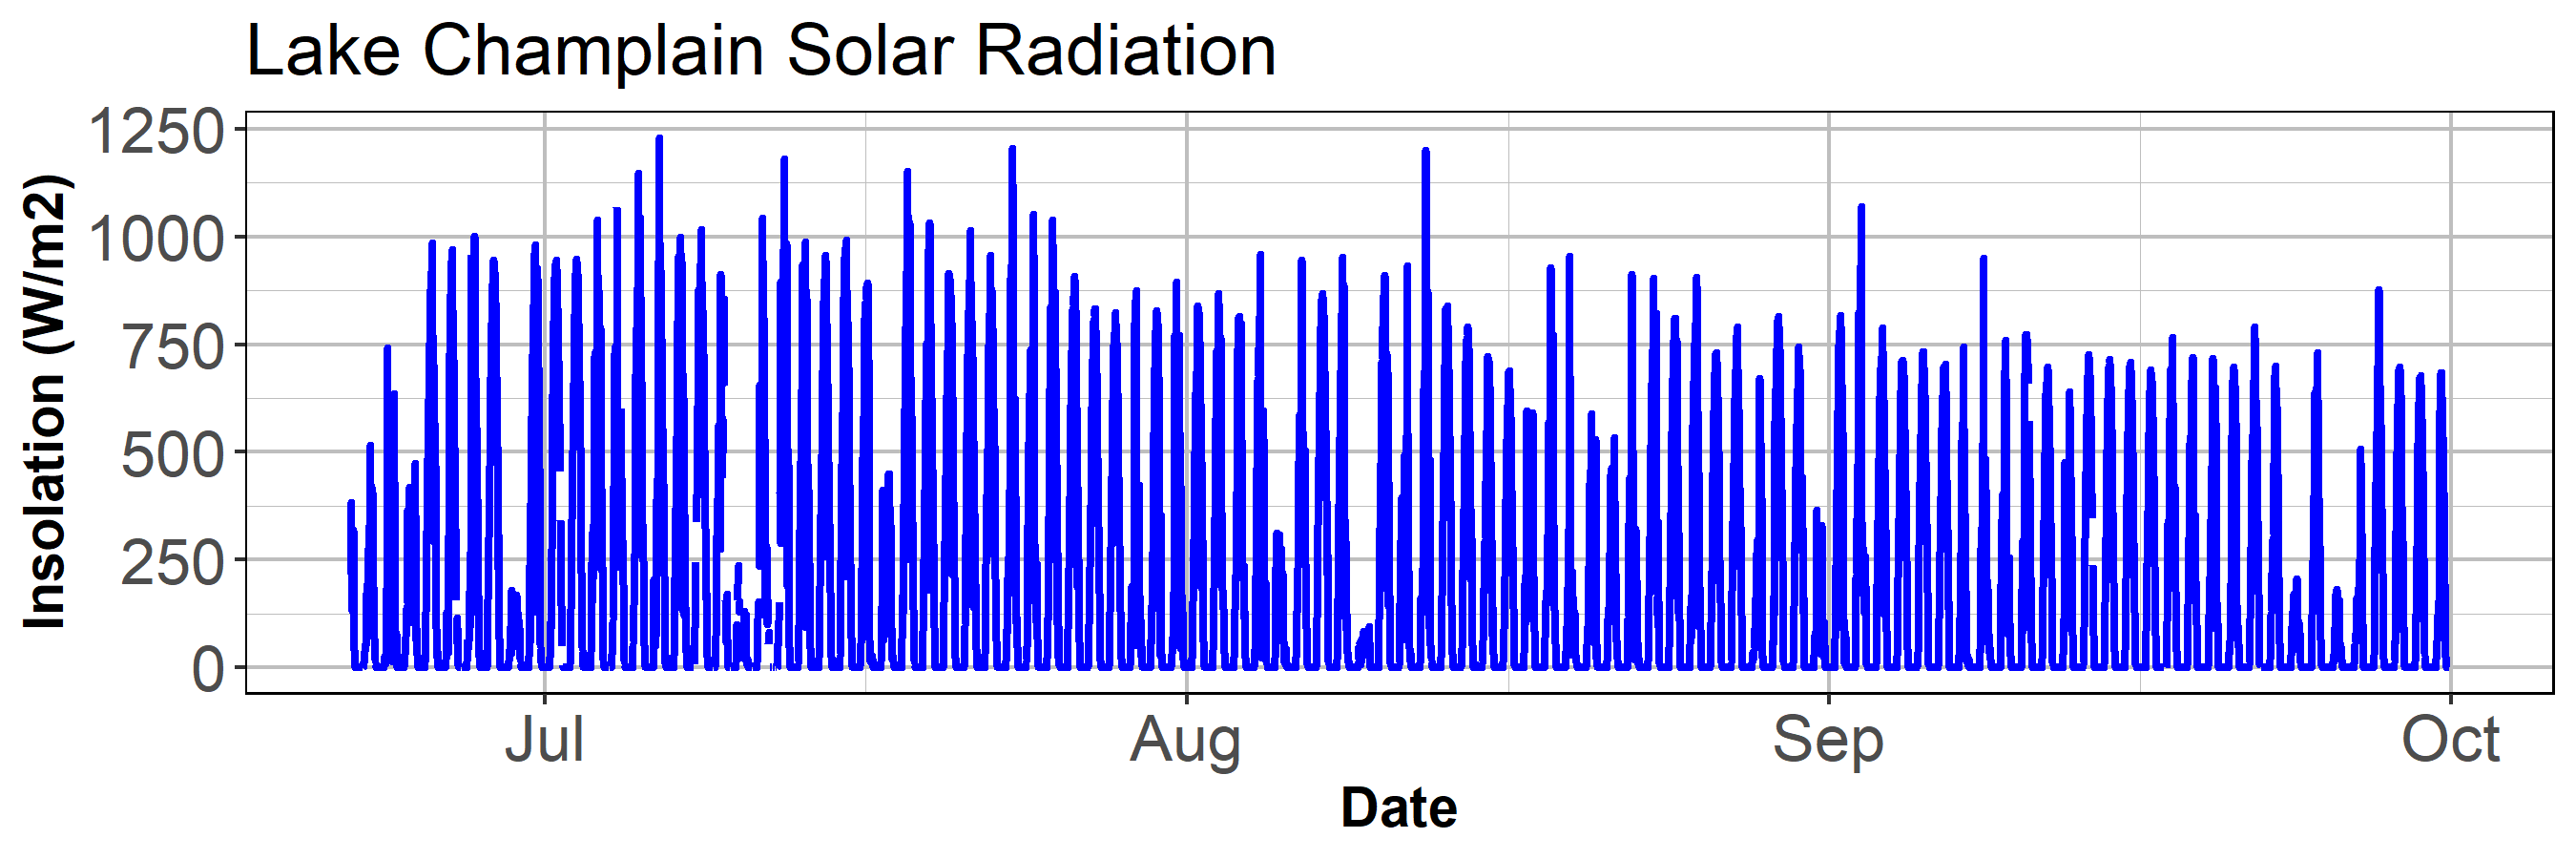 Lake Champlain Solar Radiation
Insolation (W/m2)
1250
1000
750
500
250
0
Jul Aug Sep Oct
Date